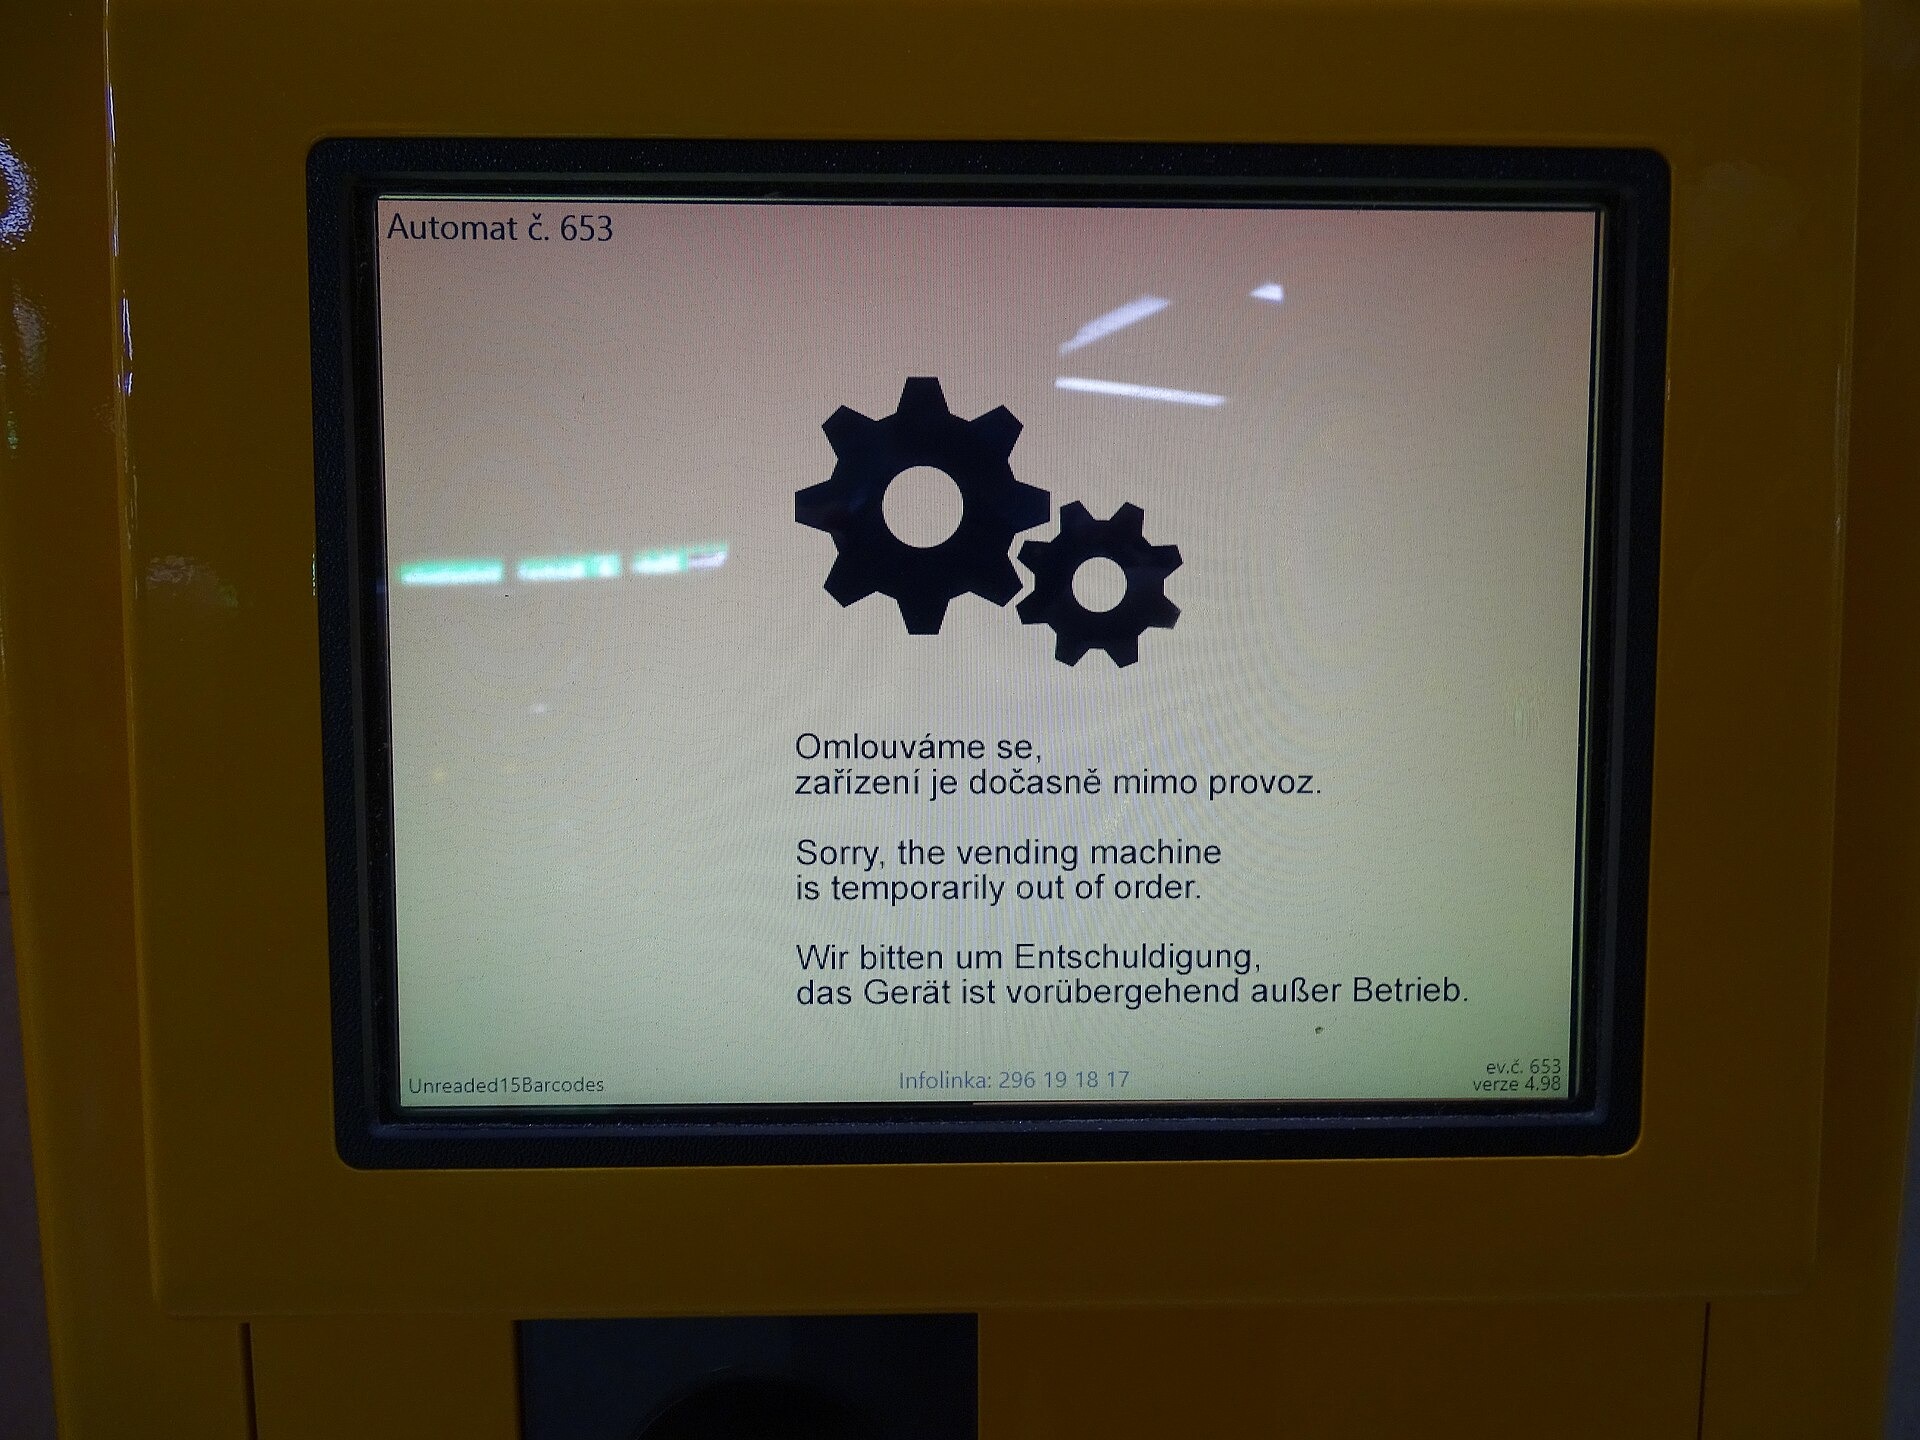 Automat č. 653
Omlouváme se,
zařízení je dočasně mimo provoz.
Sorry, the vending machine
is temporarily out of order.
Wir bitten um Entschuldigung,
das Gerät ist vorübergehend außer Betrieb.
Unreaded15Barcodes
Infolinka: 296 19 18 17
ev.č. 653
verze 4.98